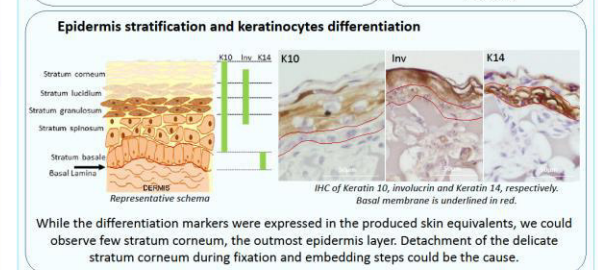 Epidermis stratification and keratinocytes differentiation
K10 Inv K14
K10
Inv
K14
Stratum corneum
Stratum lucidium
Stratum granulosum
Stratum spinosum
Stratum basale
Basal Lamina
DERMIS
Representative schema
IHC of Keratin 10, involucrin and Keratin 14, respectively.
Basal membrane is underlined in red.
While the differentiation markers were expressed in the produced skin equivalents, we could
observe few stratum corneum, the outmost epidermis layer. Detachment of the delicate
stratum corneum during fixation and embedding steps could be the cause.